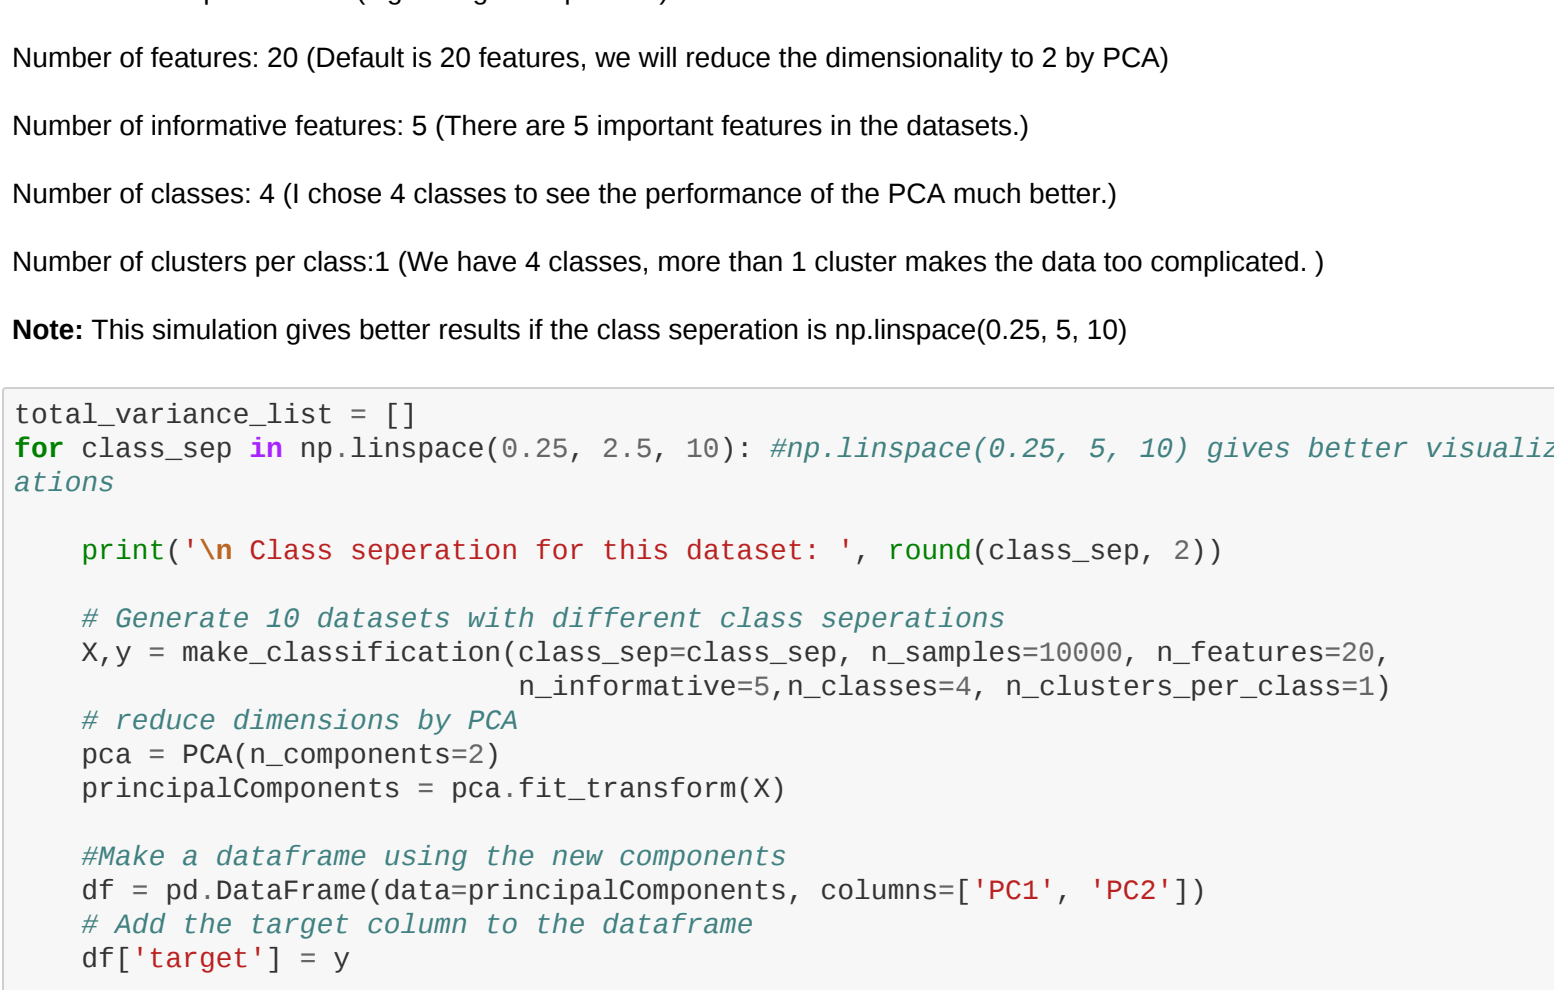 Number of features: 20 (Default is 20 features, we will reduce the dimensionality to 2 by PCA)
Number of informative features: 5 (There are 5 important features in the datasets.)
Number of classes: 4 (I chose 4 classes to see the performance of the PCA much better.)
Number of clusters per class:1 (We have 4 classes, more than 1 cluster makes the data too complicated. )
Note: This simulation gives better results if the class seperation is np.linspace(0.25, 5, 10)
total_variance_list = []
for class_sep in np.linspace(0.25, 2.5, 10): #np.linspace(0.25, 5, 10) gives better visualiz
ations
    print('\n Class seperation for this dataset: ', round(class_sep, 2))
    # Generate 10 datasets with different class seperations
    X,y = make_classification(class_sep=class_sep, n_samples=10000, n_features=20,
                              n_informative=5,n_classes=4, n_clusters_per_class=1)
    # reduce dimensions by PCA
    pca = PCA(n_components=2)
    principalComponents = pca.fit_transform(X)
    #Make a dataframe using the new components
    df = pd.DataFrame(data=principalComponents, columns=['PC1', 'PC2'])
    # Add the target column to the dataframe
    df['target'] = y